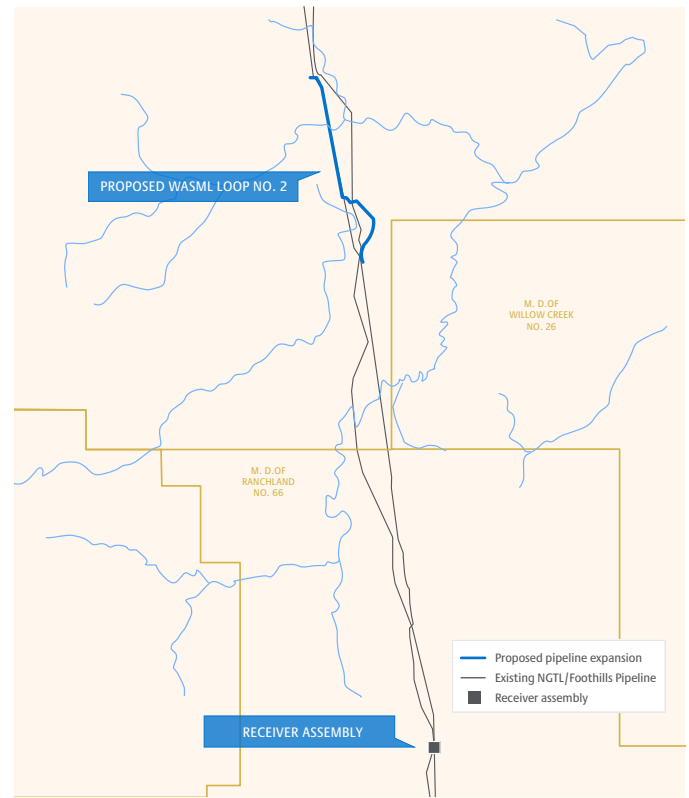 PROPOSED WASML LOOP NO. 2
M. D.OF
WILLOW CREEK
NO. 26
M. D.OF
RANCHLAND
NO. 66
Proposed pipeline expansion
Existing NGTL/Foothills Pipeline
Receiver assembly
RECEIVER ASSEMBLY